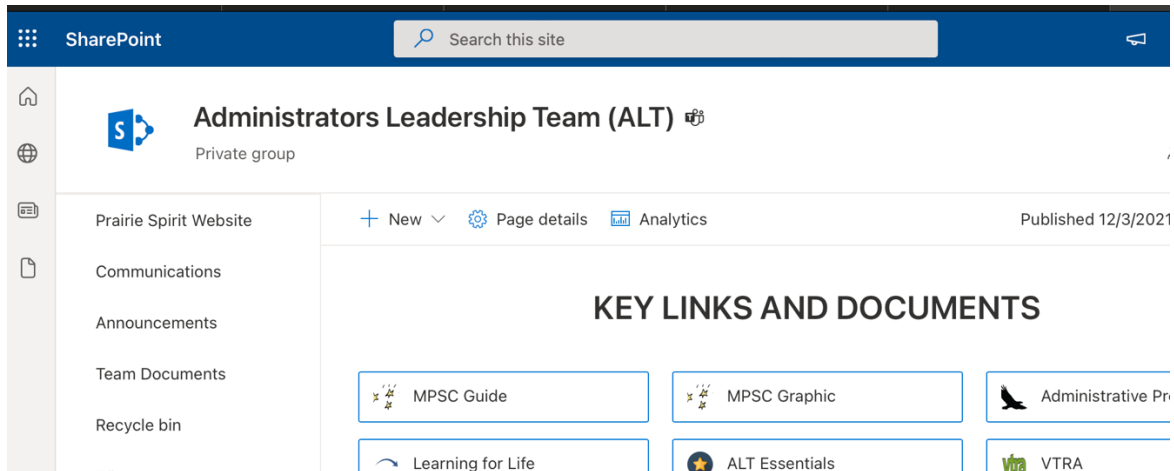 SharePoint
Search this site
Administrators Leadership Team (ALT)
Private group
Prairie Spirit Website
Communications
Announcements
Team Documents
Recycle bin
New
Page details
Analytics
Published 12/3/2021
KEY LINKS AND DOCUMENTS
MPSC Guide
MPSC Graphic
Administrative Pr
Learning for Life
ALT Essentials
VTRA